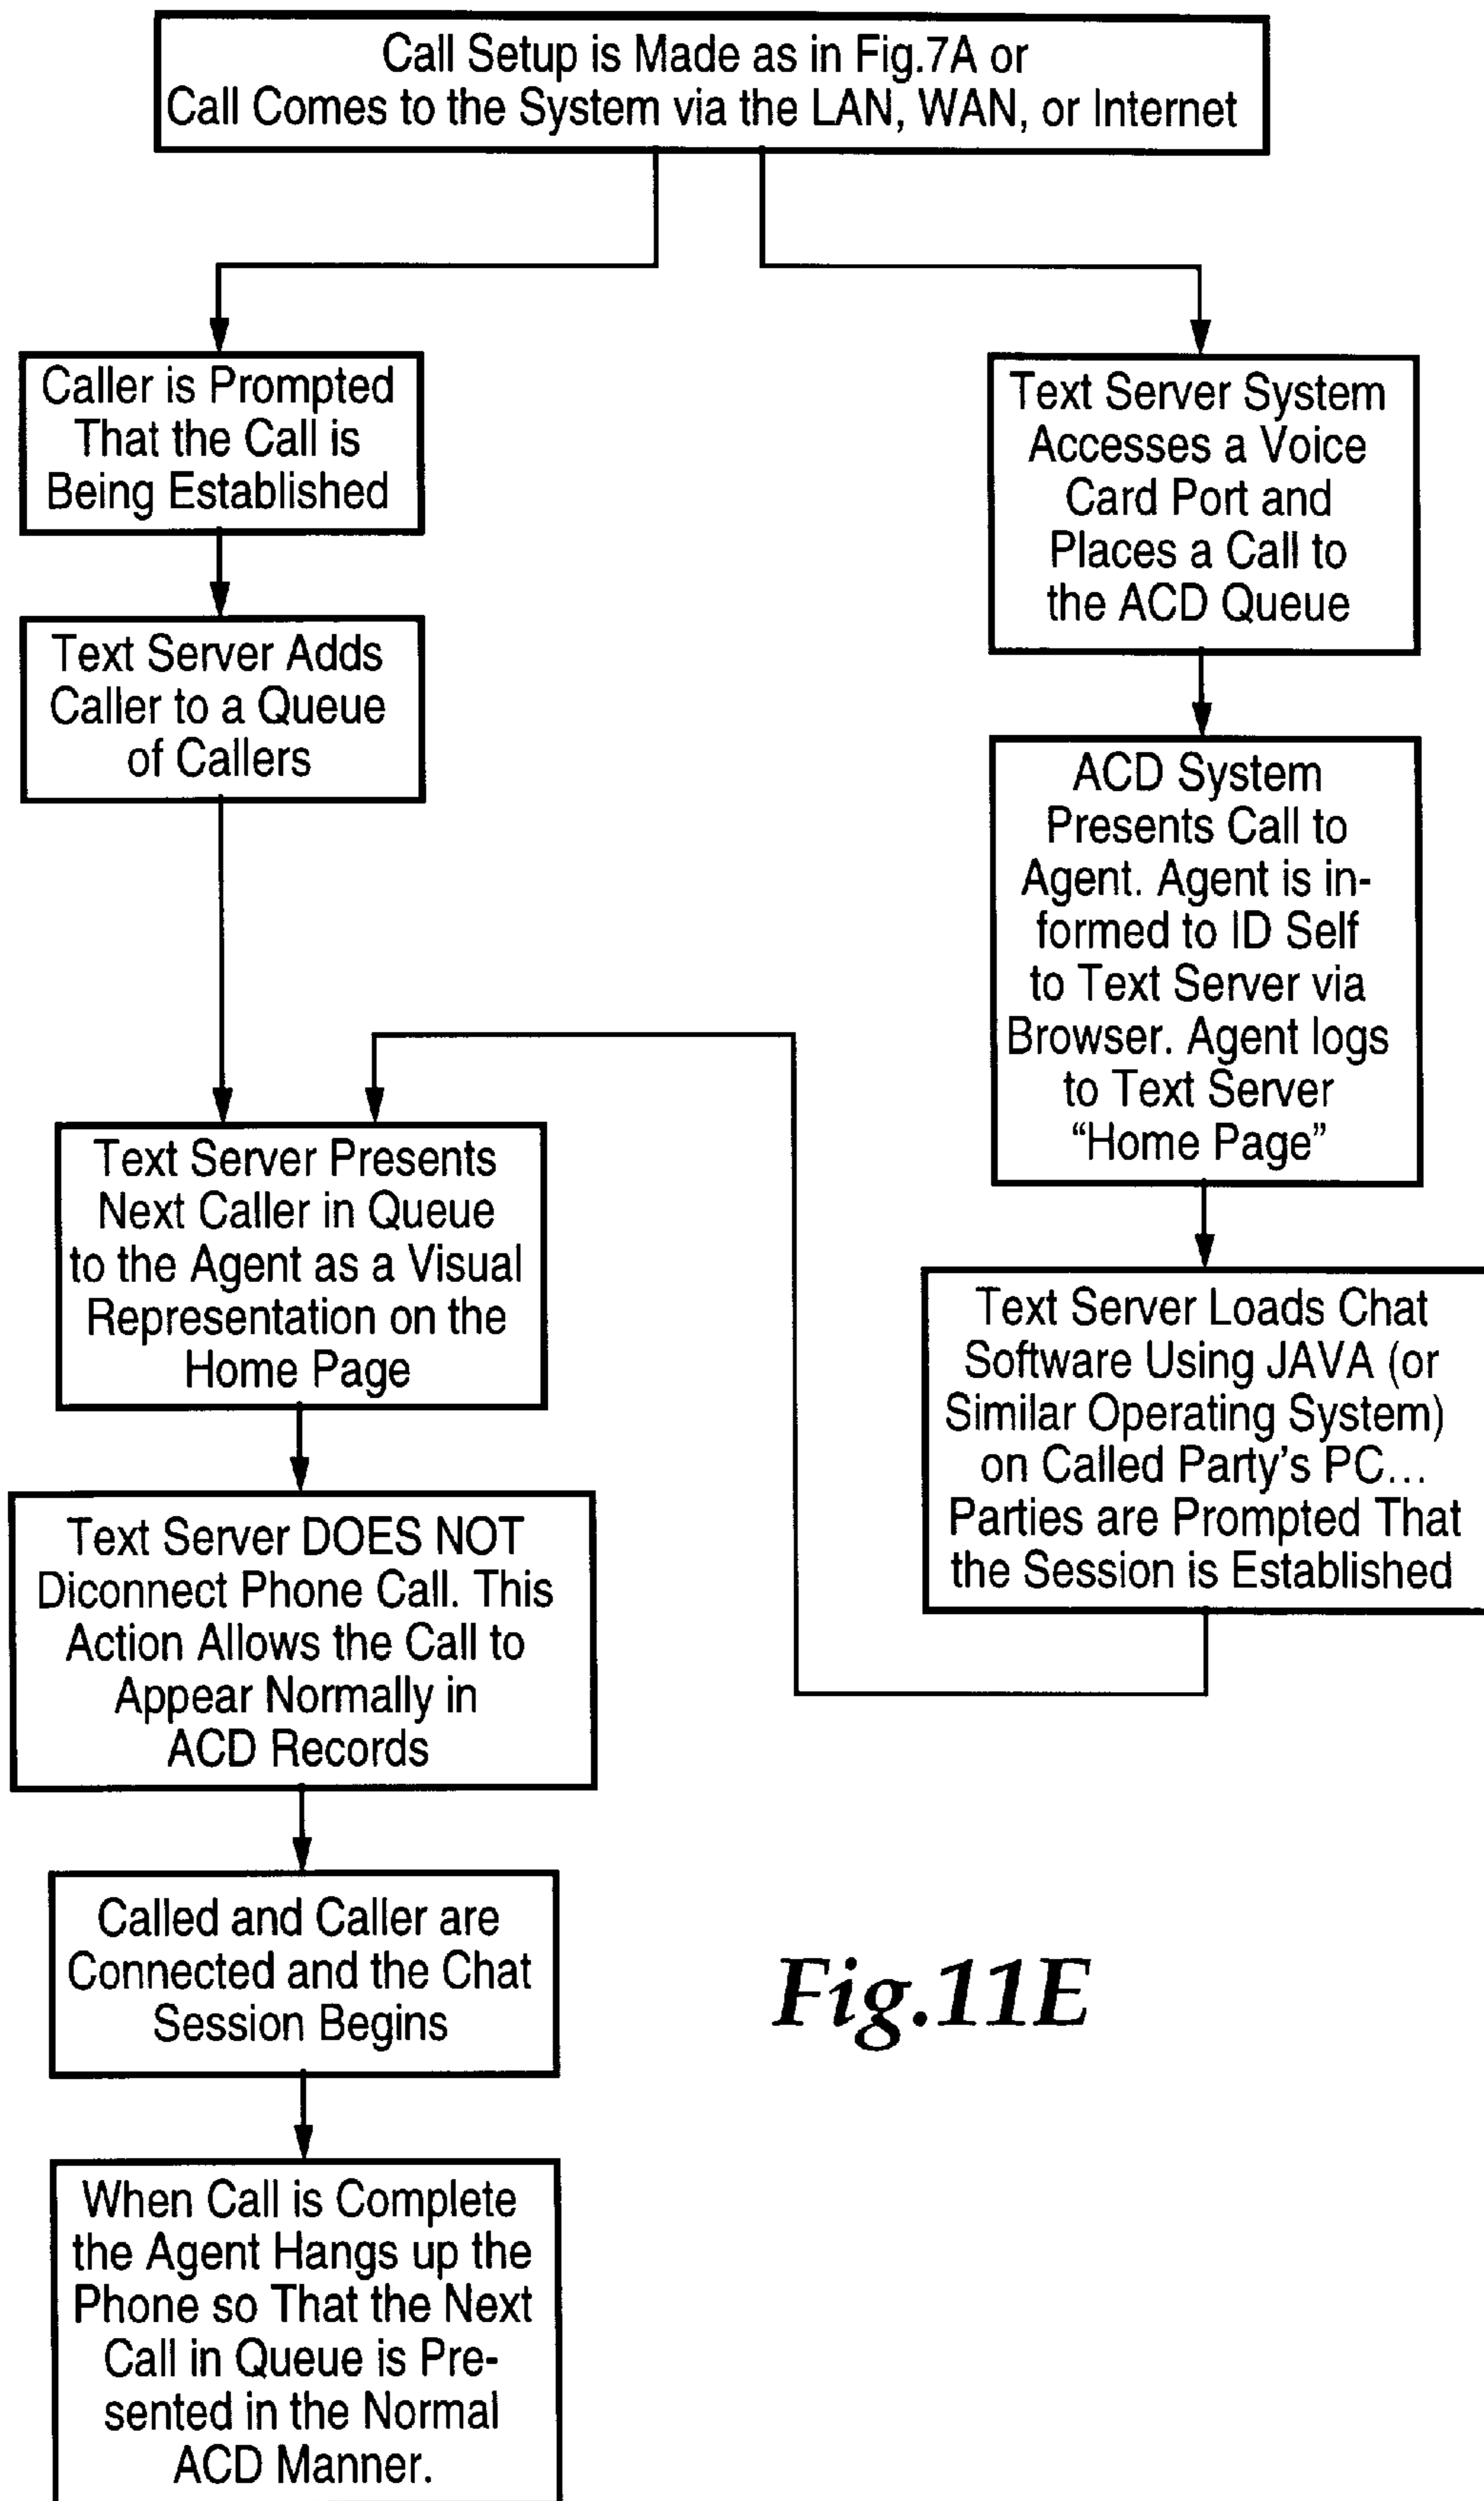 Call Setup is Made as in Fig.7A or
Call Comes to the System via the LAN, WAN, or Internet
Caller is Prompted
That the Call is
Being Established
Text Server Adds
Caller to a Queue
of Callers
Text Server System
Accesses a Voice
Card Port and
Places a Call to
the ACD Queue
ACD System
Presents Call to
Agent. Agent is in-
formed to ID Self
to Text Server via
Browser. Agent logs
to Text Server
“Home Page”
Text Server Loads Chat
Software Using JAVA (or
Similar Operating System)
on Called Party’s PC...
Parties are Prompted That
the Session is Established
Text Server Presents
Next Caller in Queue
to the Agent as a Visual
Representation on the
Home Page
Text Server DOES NOT
Diconnect Phone Call. This
Action Allows the Call to
Appear Normally in
ACD Records
Called and Caller are
Connected and the Chat
Session Begins
When Call is Complete
the Agent Hangs up the
Phone so That the Next
Call in Queue is Pre-
sented in the Normal
ACD Manner.
Fig.11E